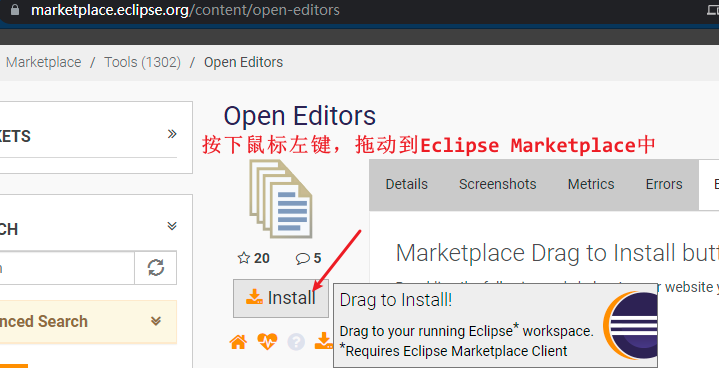 marketplace.eclipse.org/content/open-editors
Marketplace / Tools (1302) / Open Editors
Open Editors
KETS
按下鼠标左键，拖动到Eclipse Marketplace中
Details Screenshots Metrics Errors
CH
20 5
Marketplace Drag to Install but
Install
Drag to Install!
Drag to your running Eclipse* workspace.
*Requires Eclipse Marketplace Client
nced Search